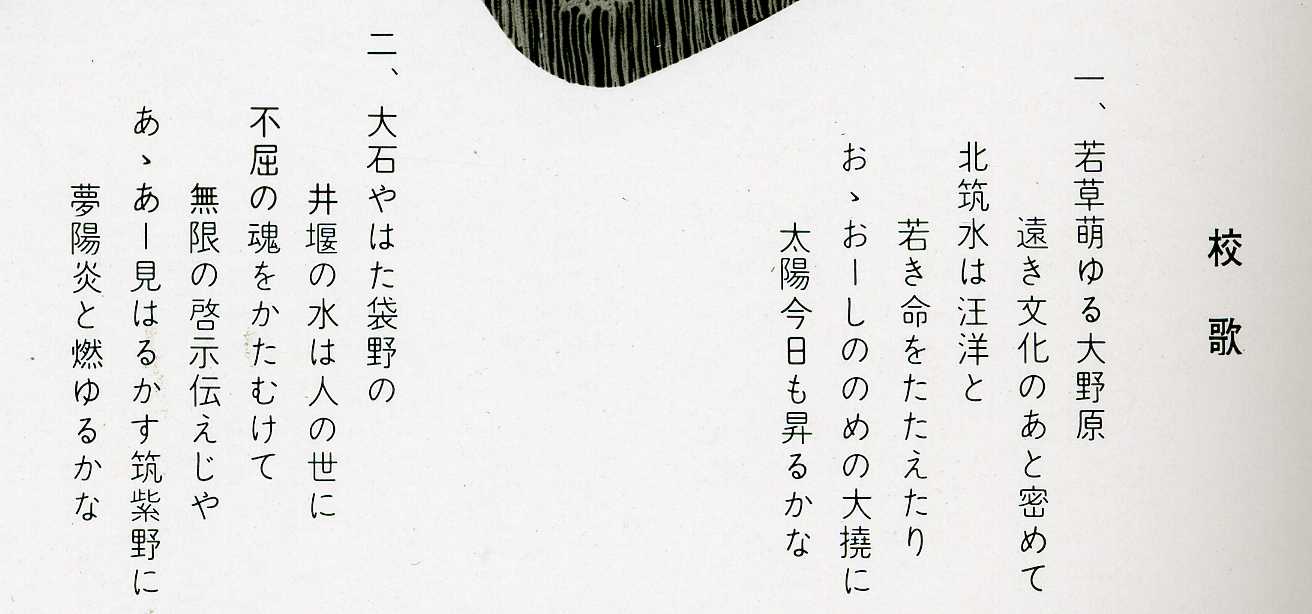 校歌
一、若草萌ゆる大野原
遠き文化のあと密めて
北筑水は汪洋と
若き命をたたえたり
おゝおーしののめの大撓に
太陽今日も昇るかな
二、大石やはた袋野の
井堰の水は人の世に
不屈の魂をかたむけて
無限の啓示伝えじや
あゝあー見はるかす筑紫野に
夢陽炎と燃ゆるかな